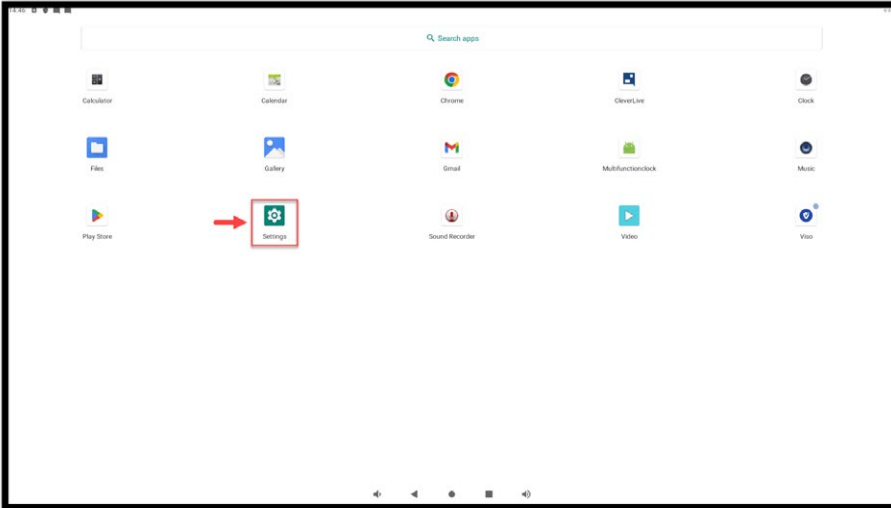 14:46
Search apps
Calculator
Calendar
Chrome
CleverLive
Clock
Files
Gallery
Gmail
Multifunctionclock
Music
Play Store
Settings
Sound Recorder
Video
Viso